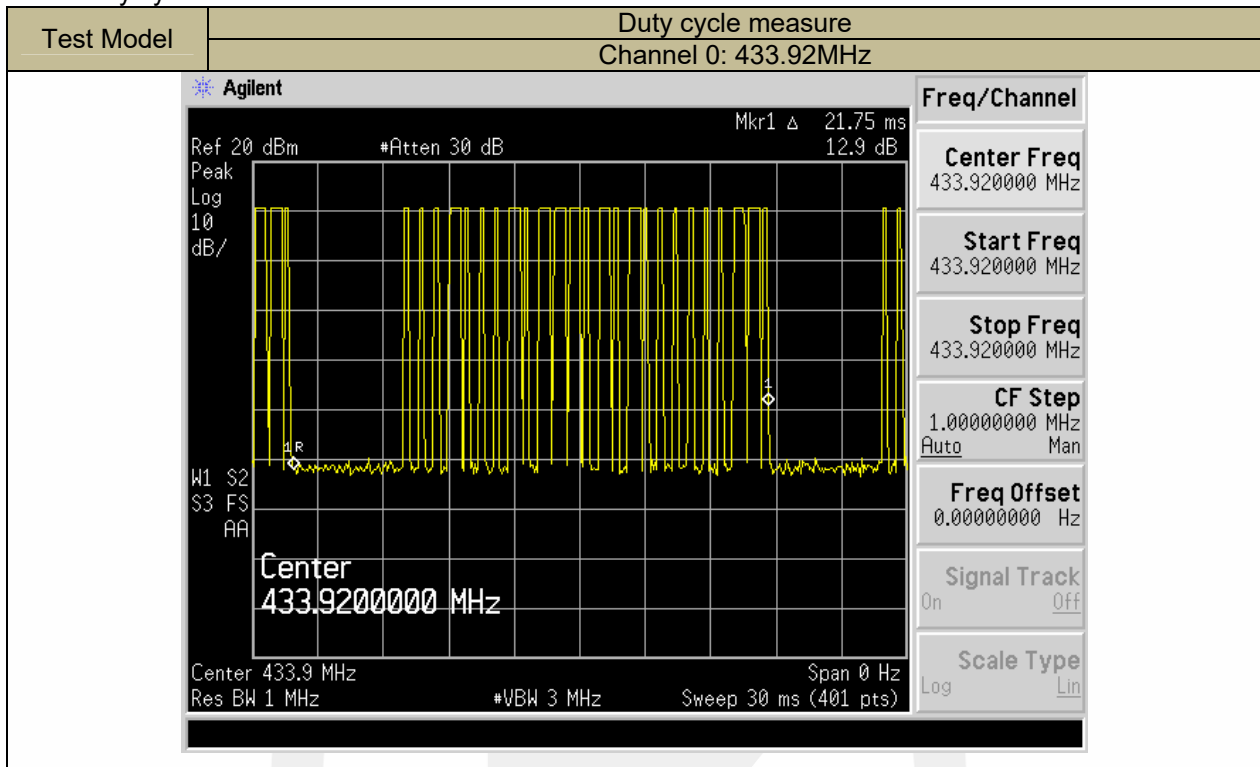 Test Model
Duty cycle measure
Channel 0: 433.92MHz
Agilent
Mkr1 Δ 21.75 ms
Ref 20 dBm #Atten 30 dB 12.9 dB
Peak
Log
10
dB/
1R
1
W1 S2
S3 FS
AA
Center
433.9200000 MHz
Center 433.9 MHz Span 0 Hz
Res BW 1 MHz #VBW 3 MHz Sweep 30 ms (401 pts)
Freq/Channel
Center Freq
433.920000 MHz
Start Freq
433.920000 MHz
Stop Freq
433.920000 MHz
CF Step
1.00000000 MHz
Auto Man
Freq Offset
0.00000000 Hz
Signal Track
On Off
Scale Type
Log Lin